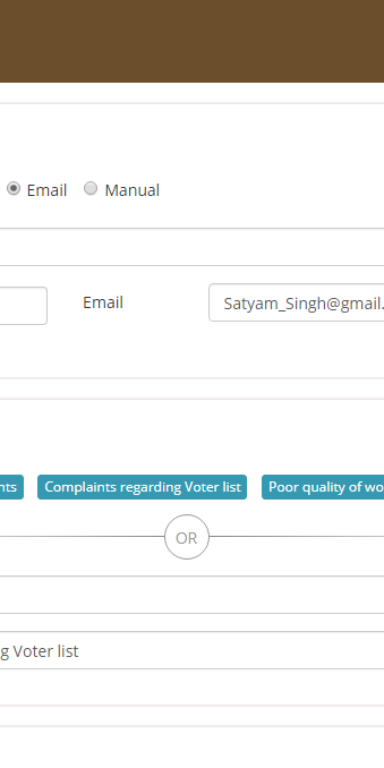 Email Manual
Email Satyam_Singh@gmail.
nts Complaints regarding Voter list Poor quality of wo
OR
g Voter list